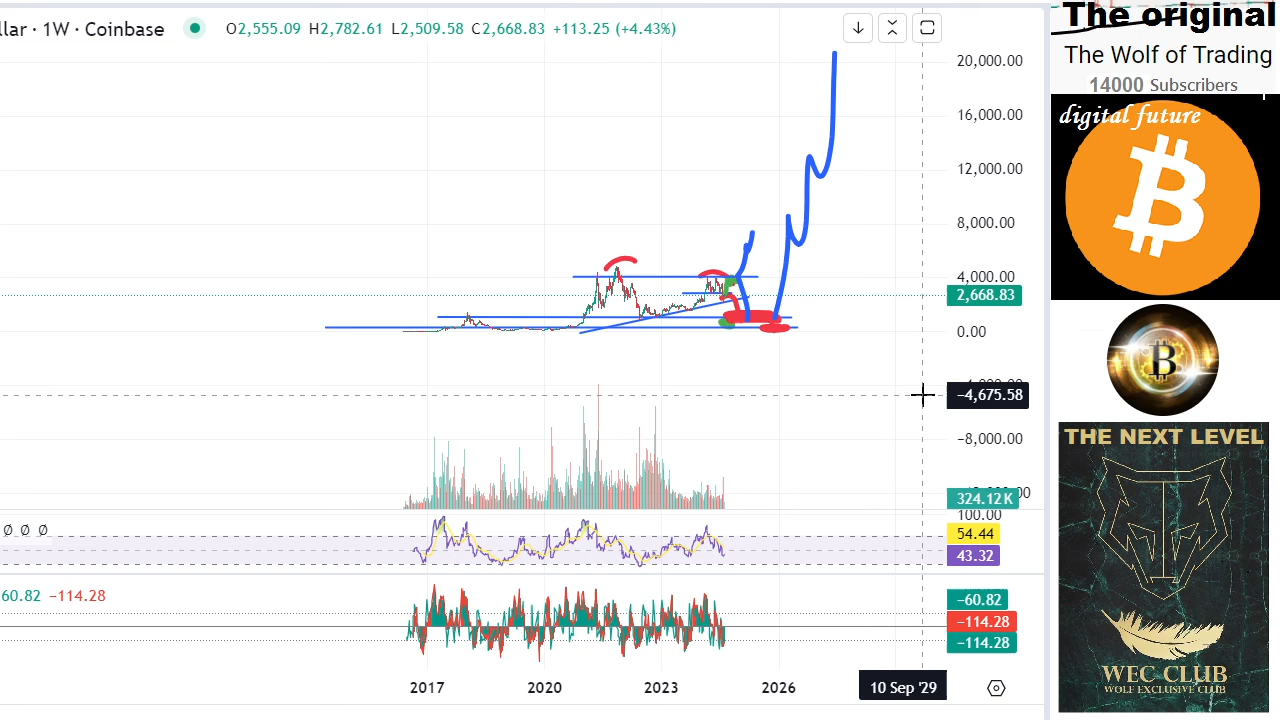 The original
llar · 1W · Coinbase
O2,555.09 H2,782.61 L2,509.58 C2,668.83 +113.25 (+4.43%)
The Wolf of Trading
14000 Subscribers
digital future
20,000.00
16,000.00
12,000.00
8,000.00
4,000.00
2,668.83
0.00
−4,675.58
−8,000.00
324.12K
100.00
Ø Ø Ø
54.44
43.32
60.82 −114.28
−60.82
−114.28
−114.28
2017
2020
2023
2026
10 Sep '29
THE NEXT LEVEL
WEC CLUB
WOLF EXCLUSIVE CLUB